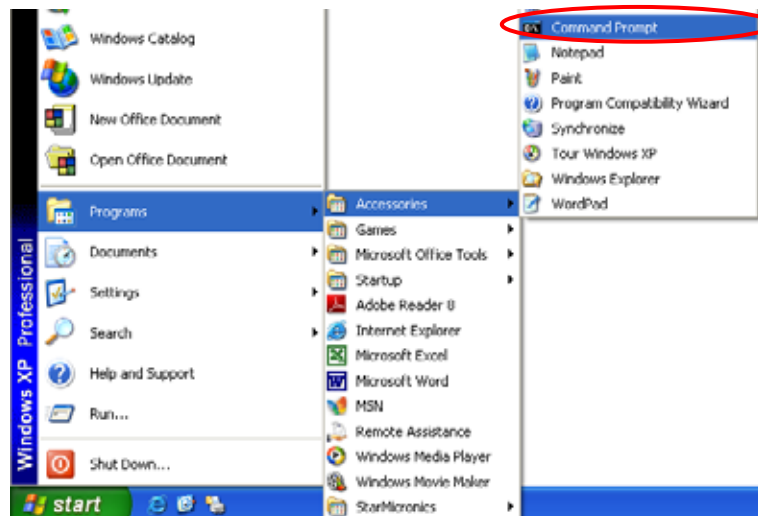 Windows Catalog
Windows Update
New Office Document
Open Office Document
Programs
Documents
Settings
Search
Help and Support
Run...
Shut Down...
Windows XP Professional
start
Accessories
Games
Microsoft Office Tools
Startup
Adobe Reader 8
Internet Explorer
Microsoft Excel
Microsoft Word
MSN
Remote Assistance
Windows Media Player
Windows Movie Maker
StarMicronics
Command Prompt
Notepad
Paint
Program Compatibility Wizard
Synchronize
Tour Windows XP
Windows Explorer
WordPad